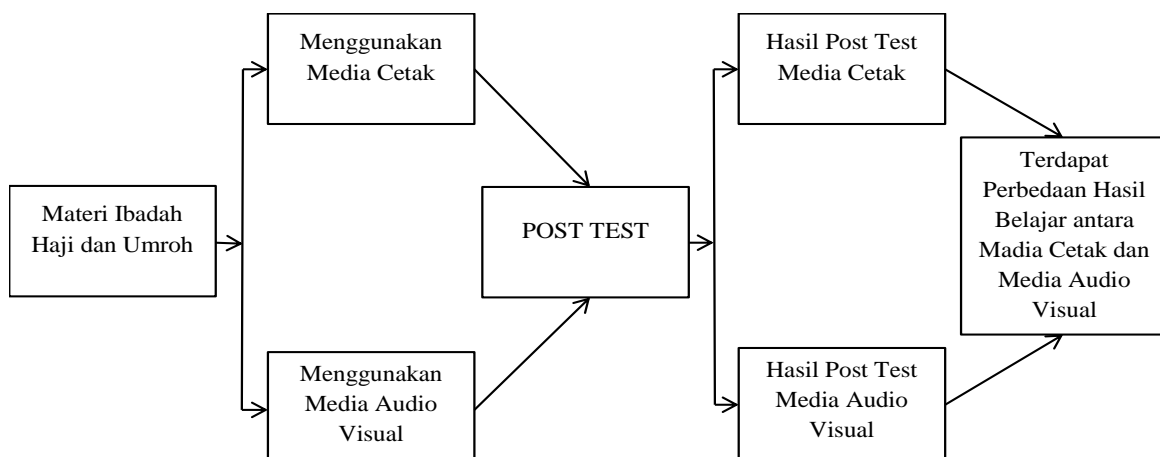 Materi Ibadah
Haji dan Umroh
Menggunakan
Media Cetak
Menggunakan
Media Audio
Visual
POST TEST
Hasil Post Test
Media Cetak
Hasil Post Test
Media Audio
Visual
Terdapat
Perbedaan Hasil
Belajar antara
Madia Cetak dan
Media Audio
Visual